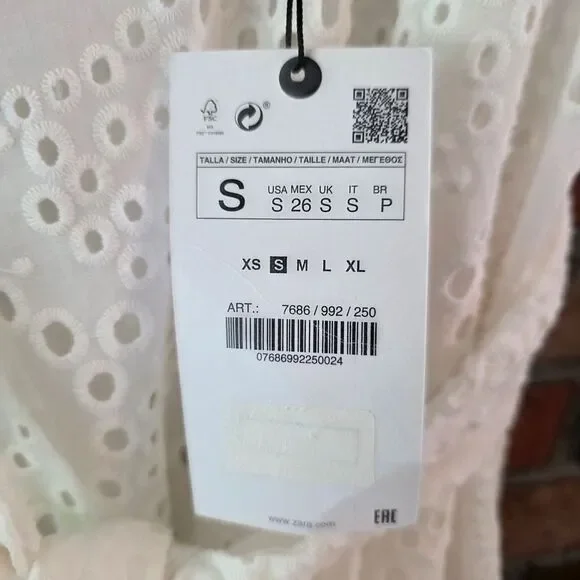 FSC
®
TALLA / SIZE / TAMANHO / TAILLE / MAAT / ΜΕΓΕΘΟΣ
S
USA MEX UK IT BR
S 26 S S P
XS S M L XL
ART.: 7686 / 992 / 250
07686992250024
www.zara.com
EAC